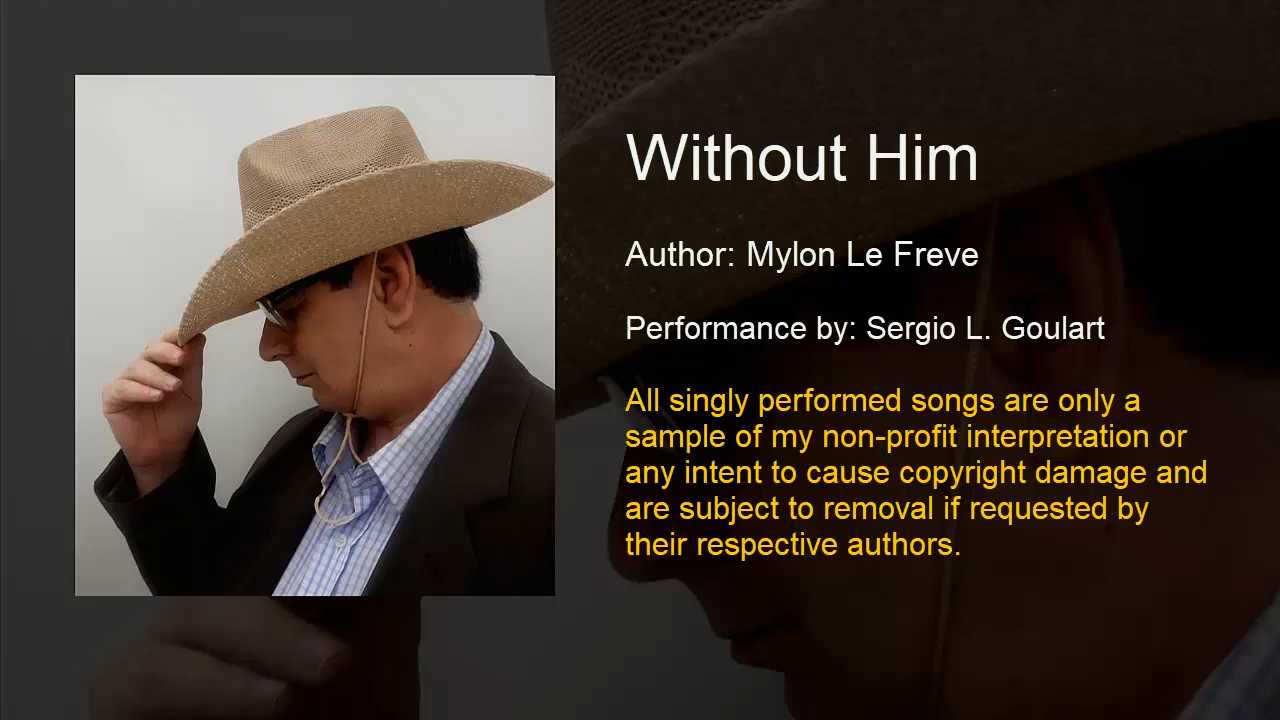 Without Him
Author: Mylon Le Freve
Performance by: Sergio L. Goulart
All singly performed songs are only a
sample of my non-profit interpretation or
any intent to cause copyright damage and
are subject to removal if requested by
their respective authors.